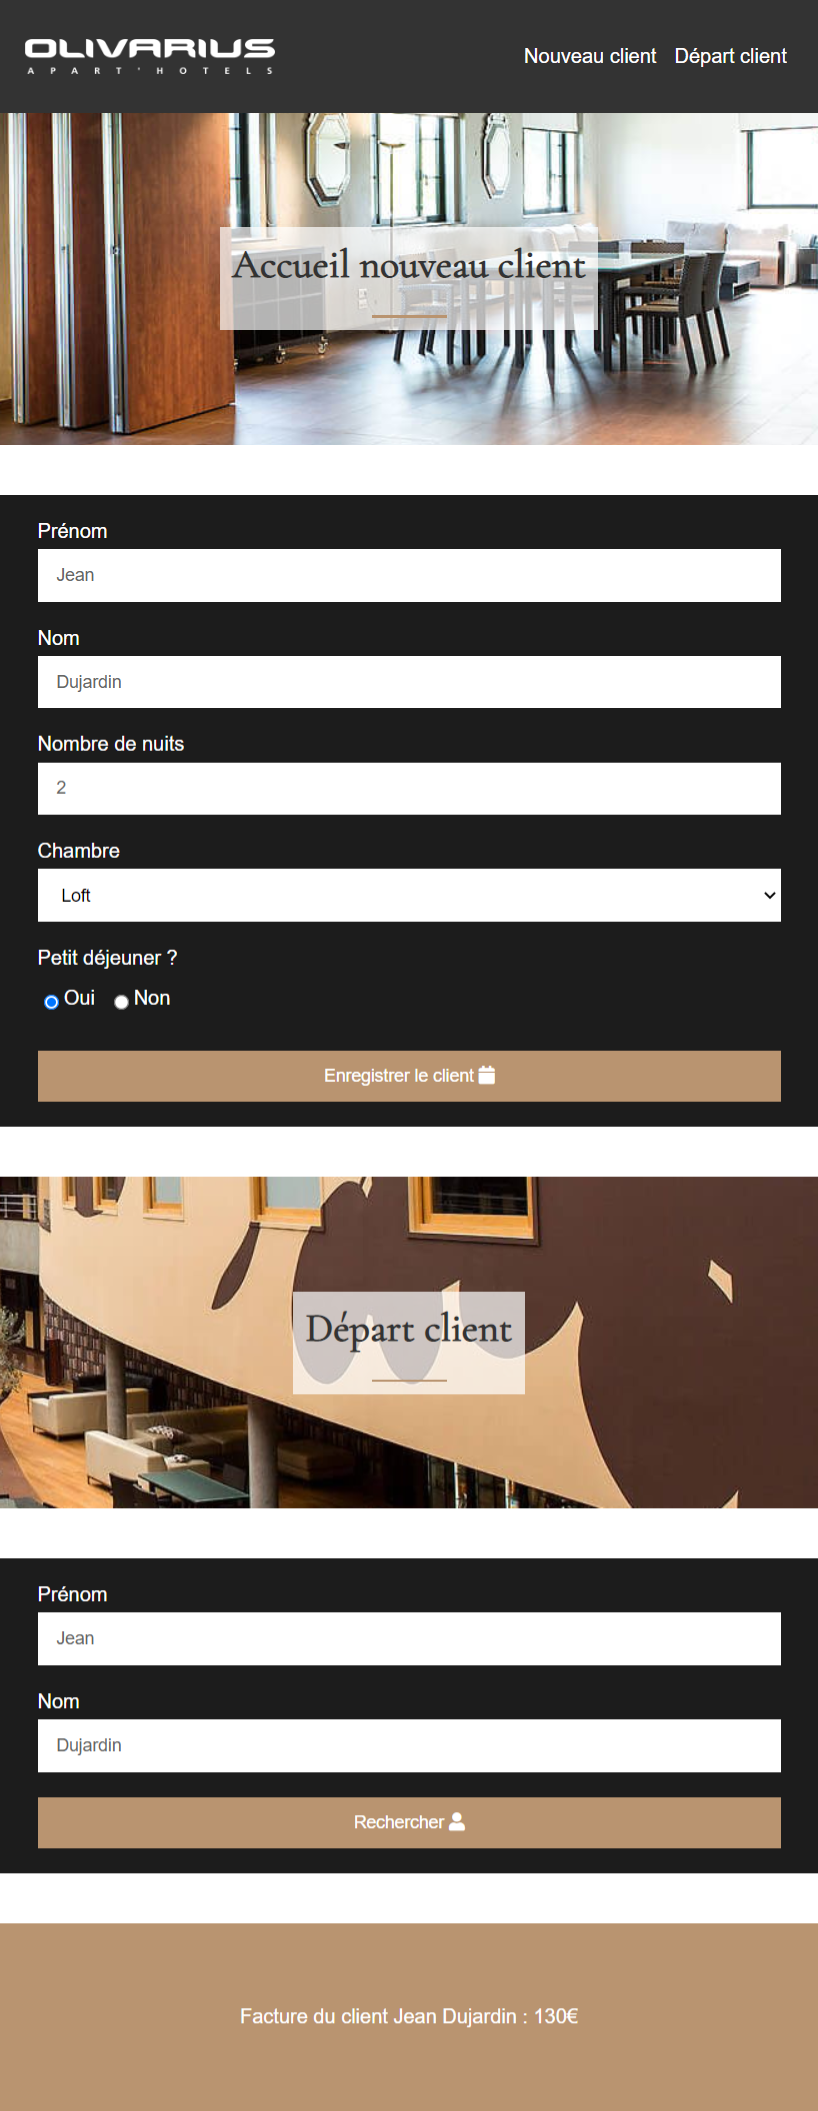 OLIVARIUS
APART'HOTELS
Nouveau client Départ client
Accueil nouveau client
Prénom
Jean
Nom
Dujardin
Nombre de nuits
2
Chambre
Loft
Petit déjeuner ?
Oui Non
Enregistrer le client
Départ client
Prénom
Jean
Nom
Dujardin
Rechercher
Facture du client Jean Dujardin : 130€